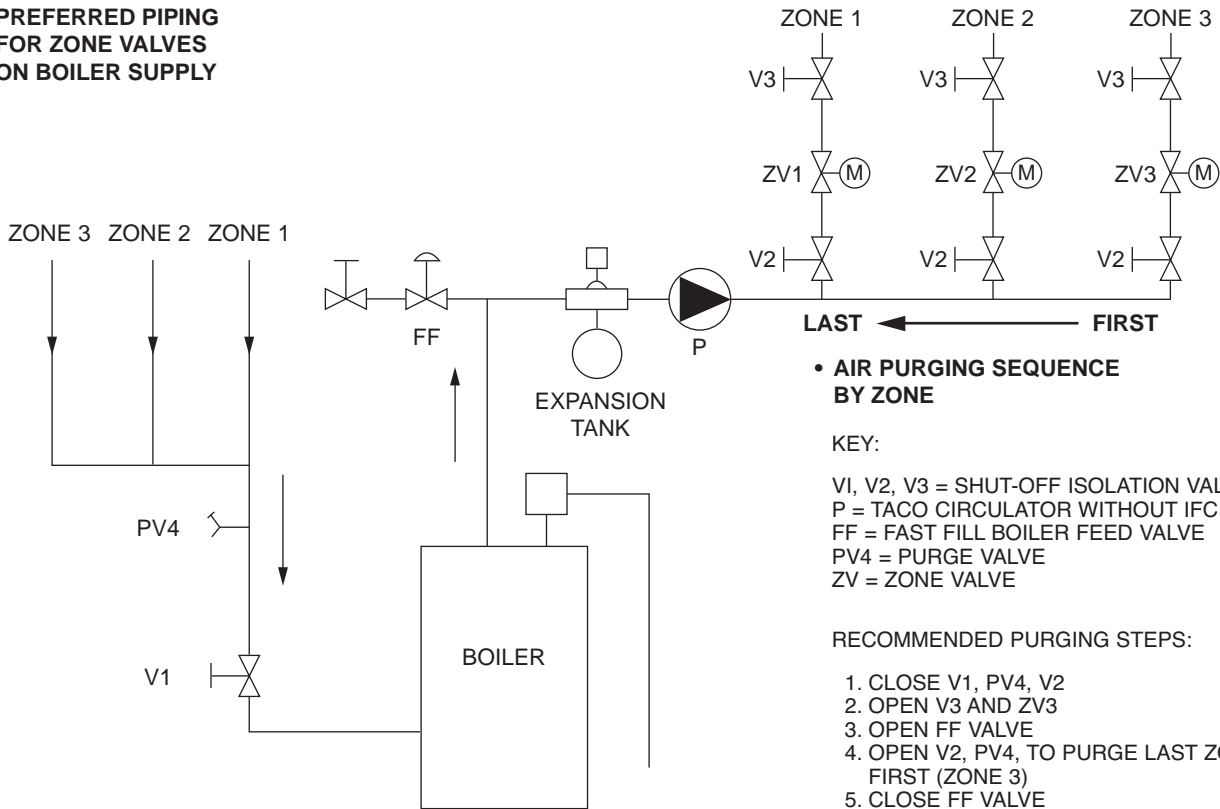 PREFERRED PIPING
FOR ZONE VALVES
ON BOILER SUPPLY
ZONE 1 ZONE 2 ZONE 3
V3 V3 V3
ZV1 M ZV2 M ZV3 M
V2 V2 V2
ZONE 3 ZONE 2 ZONE 1
FF
P
EXPANSION
TANK
LAST FIRST
• AIR PURGING SEQUENCE
BY ZONE
PV4
V1
BOILER
KEY:
VI, V2, V3 = SHUT-OFF ISOLATION
P = TACO CIRCULATOR WITHOUT IFC
FF = FAST FILL BOILER FEED VALVE
PV4 = PURGE VALVE
ZV = ZONE VALVE
RECOMMENDED PURGING STEPS:
1. CLOSE V1, PV4, V2
2. OPEN V3 AND ZV3
3. OPEN FF VALVE
4. OPEN V2, PV4, TO PURGE LAST
FIRST (ZONE 3)
5. CLOSE FF VALVE